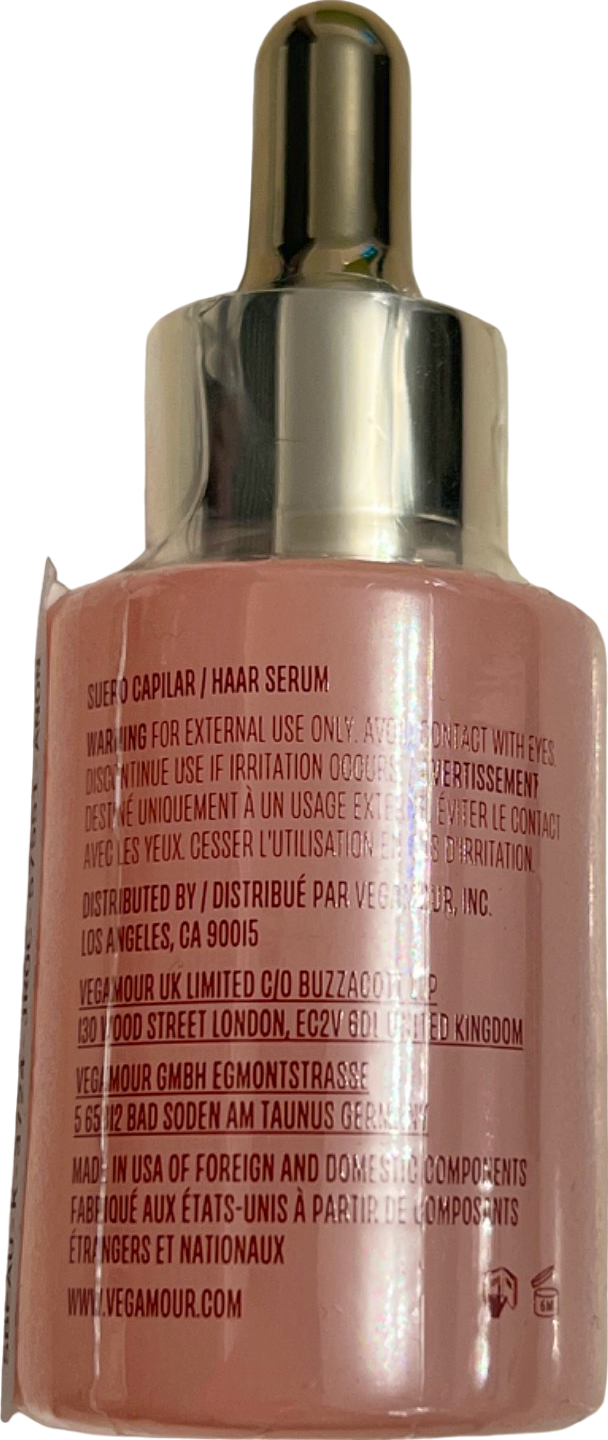 SUERO CAPILAR / HAAR SERUM
WARNING FOR EXTERNAL USE ONLY. AVOID CONTACT WITH EYES.
DISCONTINUE USE IF IRRITATION OCCURS. / AVERTISSEMENT
DESTINÉ UNIQUEMENT À UN USAGE EXTERNE. ÉVITER LE CONTACT
AVEC LES YEUX. CESSER L'UTILISATION EN CAS D'IRRITATION.
DISTRIBUTED BY / DISTRIBUÉ PAR VEGAMOUR, INC.
LOS ANGELES, CA 90015
VEGAMOUR UK LIMITED C/O BUZZACOTT LLP
130 WOOD STREET LONDON, EC2V 6DL UNITED KINGDOM
VEGAMOUR GMBH EGMONTSTRASSE
5 65812 BAD SODEN AM TAUNUS GERMANY
MADE IN USA OF FOREIGN AND DOMESTIC COMPONENTS
FABRIQUÉ AUX ÉTATS-UNIS À PARTIR DE COMPOSANTS
ÉTRANGERS ET NATIONAUX
WWW.VEGAMOUR.COM
6M